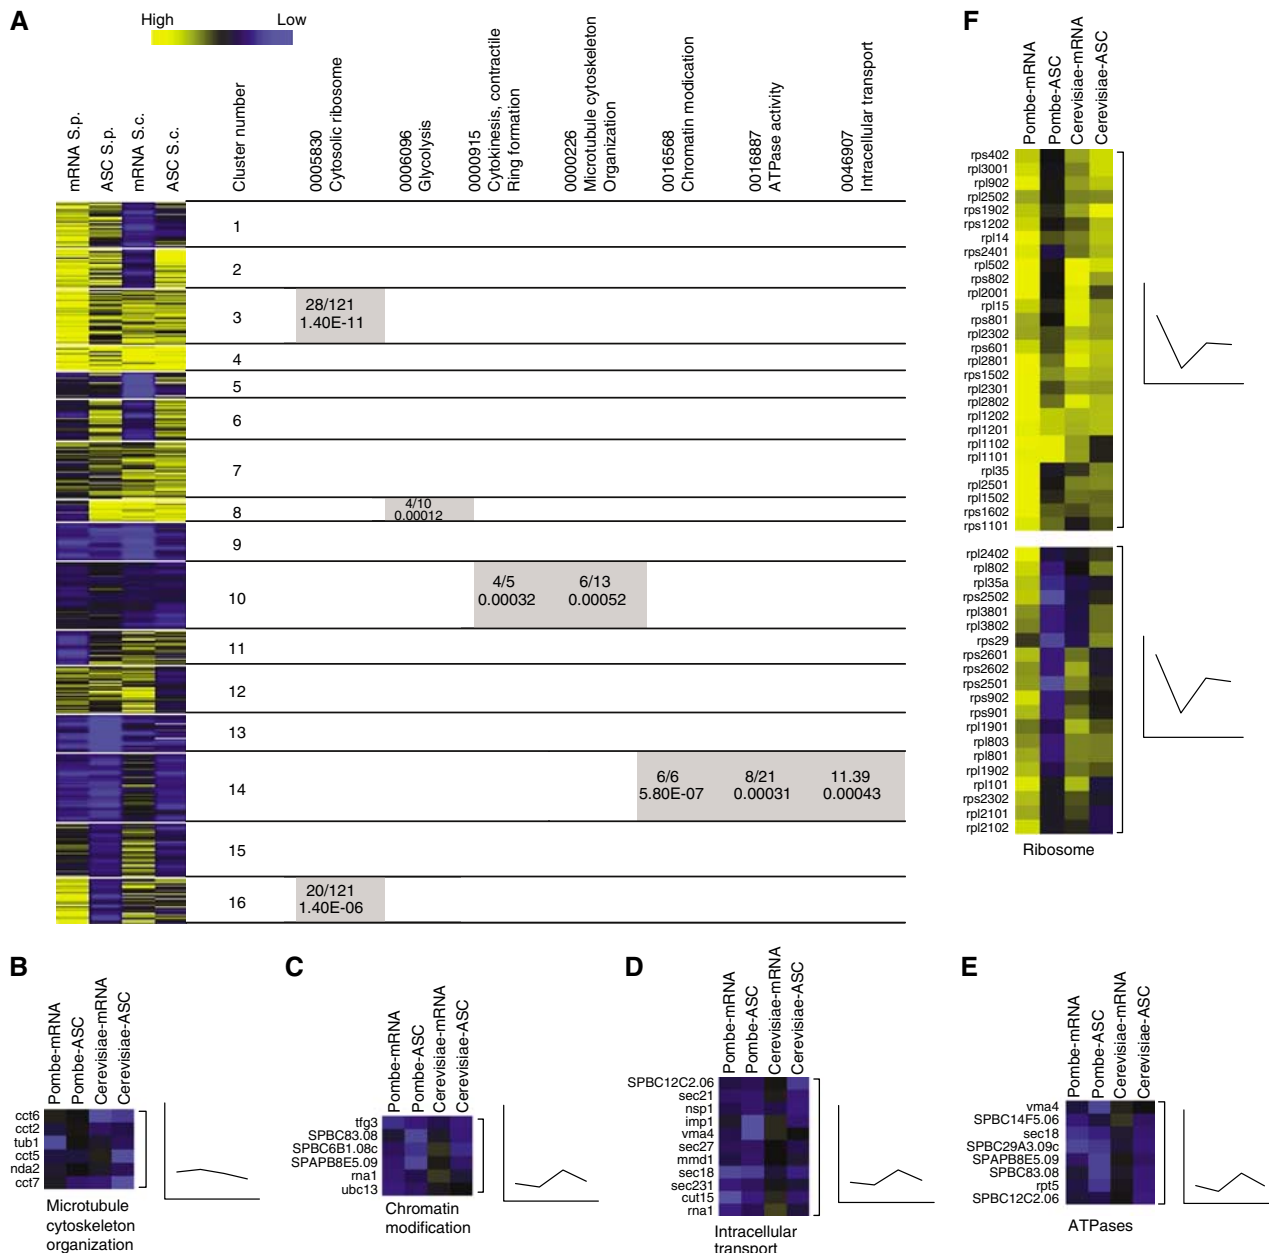 A
High
Low
mRNA S.p.
ASC S.p.
mRNA S.c.
ASC S.c.
Cluster number
0005830
Cytosolic ribosome
0006096
Glycolysis
0000915
Cytokinesis, contractile
Ring formation
0000226
Microtubule cytoskeleton
Organization
0016568
Chromatin modication
0016887
ATPase activity
0046907
Intracellular transport
1
2
3
28/121
1.40E-11
4
5
6
7
8
4/10
0.00012
9
10
4/5
0.00032
6/13
0.00052
11
12
13
14
6/6
5.80E-07
8/21
0.00031
11.39
0.00043
15
16
20/121
1.40E-06
F
Pombe-mRNA
Pombe-ASC
Cerevisiae-mRNA
Cerevisiae-ASC
rps402
rpl3001
rpl902
rpl2502
rps1902
rps1202
rpl14
rps2401
rpl502
rps802
rpl2001
rpl15
rps801
rpl2302
rps601
rpl2801
rps1502
rpl2301
rpl2802
rpl1202
rpl1201
rpl1102
rpl1101
rpl35
rpl2501
rpl1502
rps1602
rps1101
rpl2402
rpl802
rpl35a
rps2502
rpl3801
rpl3802
rps29
rps2601
rps2602
rps2501
rps902
rps901
rpl1901
rpl803
rpl801
rpl1902
rpl101
rps2302
rpl2101
rpl2102
Ribosome
B
Pombe-mRNA
Pombe-ASC
Cerevisiae-mRNA
Cerevisiae-ASC
cct6
cct2
tub1
cct5
nda2
cct7
Microtubule
cytoskeleton
organization
C
Pombe-mRNA
Pombe-ASC
Cerevisiae-mRNA
Cerevisiae-ASC
tfg3
SPBC83.08
SPBC6B1.08c
SPAPB8E5.09
rna1
ubc13
Chromatin
modification
D
Pombe-mRNA
Pombe-ASC
Cerevisiae-mRNA
Cerevisiae-ASC
SPBC12C2.06
sec21
nsp1
imp1
vma4
sec27
mmd1
sec18
sec231
cut15
rna1
Intracellular
transport
E
Pombe-mRNA
Pombe-ASC
Cerevisiae-mRNA
Cerevisiae-ASC
vma4
SPBC14F5.06
sec18
SPBC29A3.09c
SPAPB8E5.09
SPBC83.08
rpt5
SPBC12C2.06
ATPases